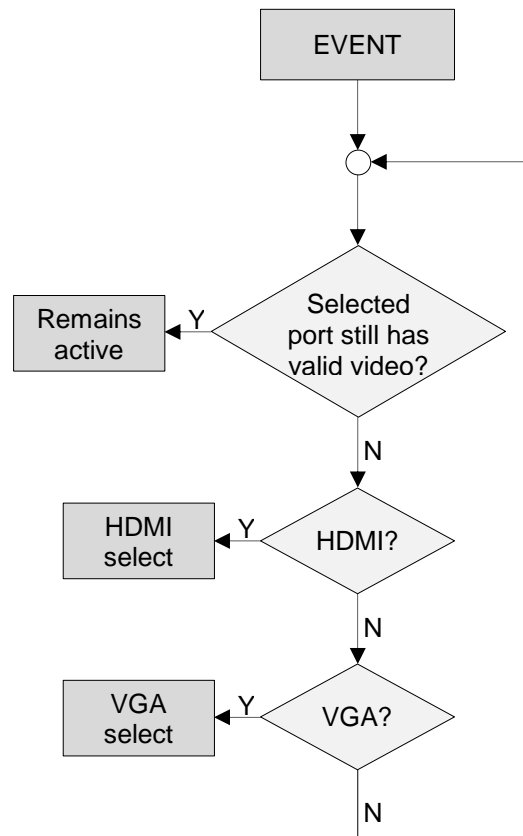 EVENT
Selected
port still has
valid video?
Y
Remains
active
N
HDMI?
Y
HDMI
select
N
VGA?
Y
VGA
select
N